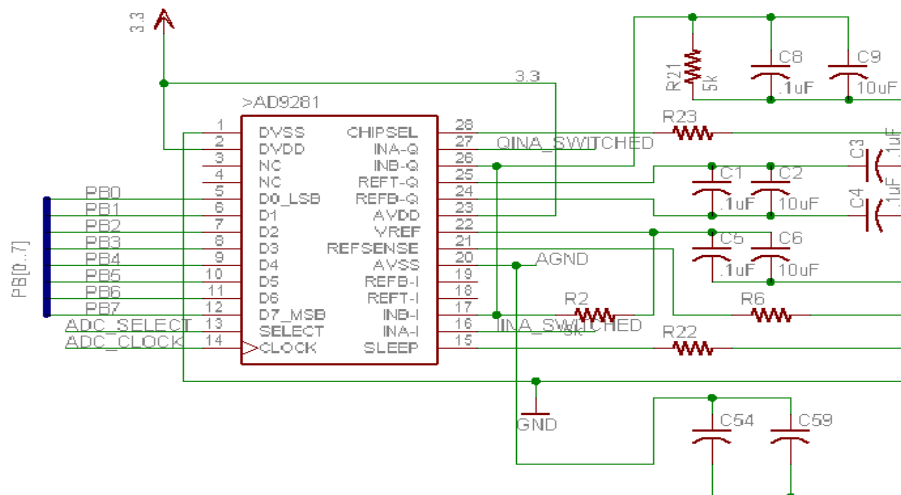 3.3
>AD9281
1 DVSS CHIPSEL 28
2 DVDD INA-Q 27 QINA_SWITCHED
3 NC INB-Q 26
4 NC REFT-Q 25
PB0 5 D0_LSB REFB-Q 24
PB1 6 D1 AVDD 23
PB2 7 D2 VREF 22
PB3 8 D3 REFSENSE 21
PB4 9 D4 AVSS 20 AGND
PB5 10 D5 REFB-I 19
PB6 11 D6 REFT-I 18
PB7 12 D7_MSB INB-I 17
ADC_SELECT 13 SELECT INA-I 16 IINA_SWITCHED
ADC_CLOCK 14 CLOCK SLEEP 15
PB[0..7]
3.3
R21
5k
C8
.1uF
C9
10uF
R23
C1
.1uF
C2
10uF
C3
.1uF
C4
.1uF
C5
.1uF
C6
10uF
R2
5k
R6
R22
GND
C54
C59